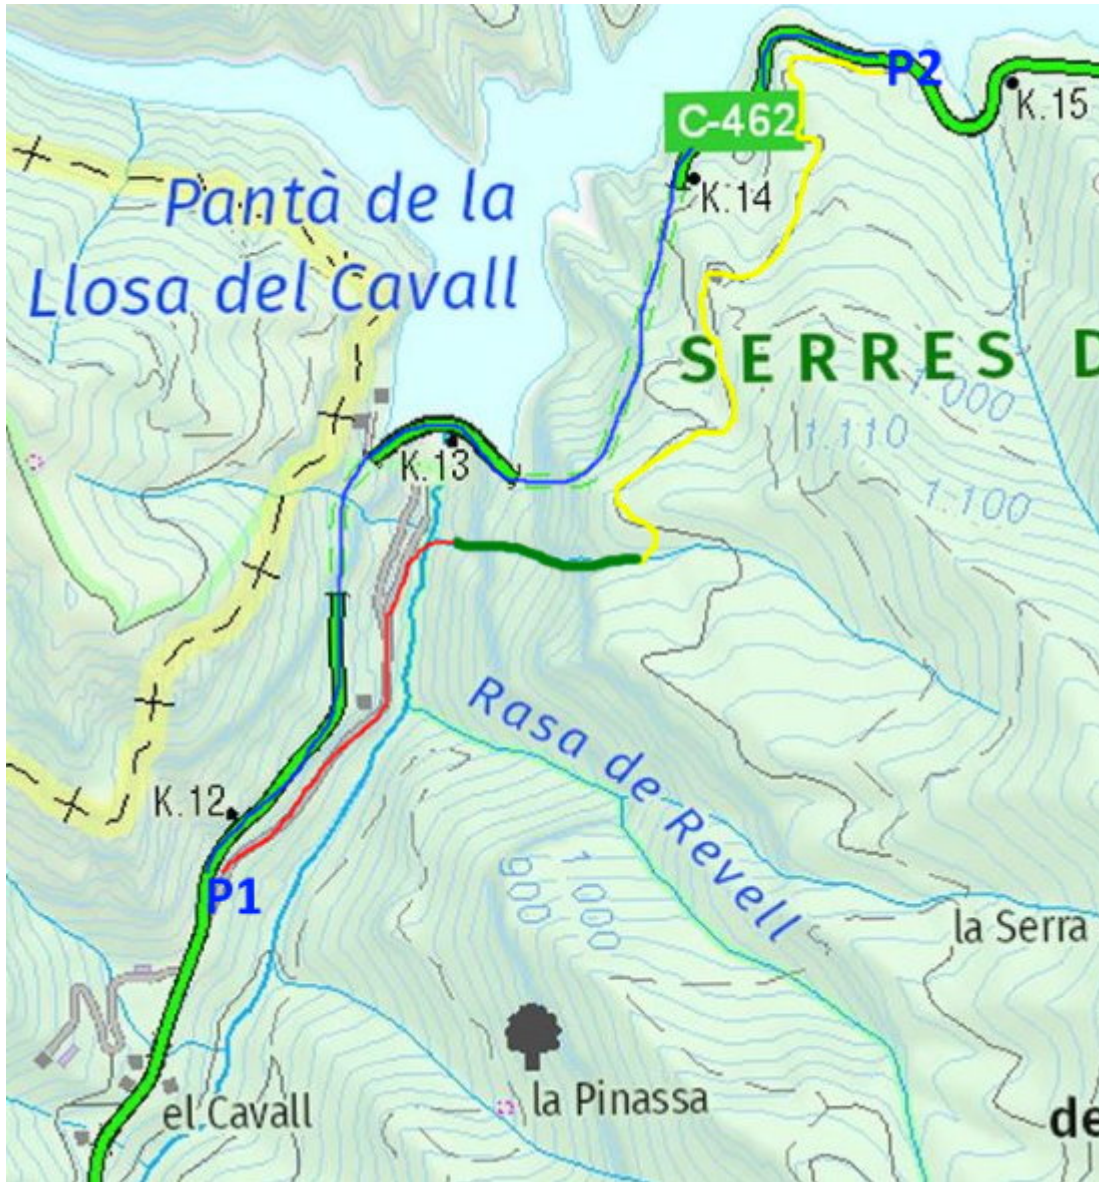 P2
K.15
C-462
K.14
Pantà de la
Llosa del Cavall
SERRES D
1.000
1.110
K.13
1.100
Rasa de Revell
K.12
P1
900
1 000
la Serra
la Pinassa
el Cavall
de